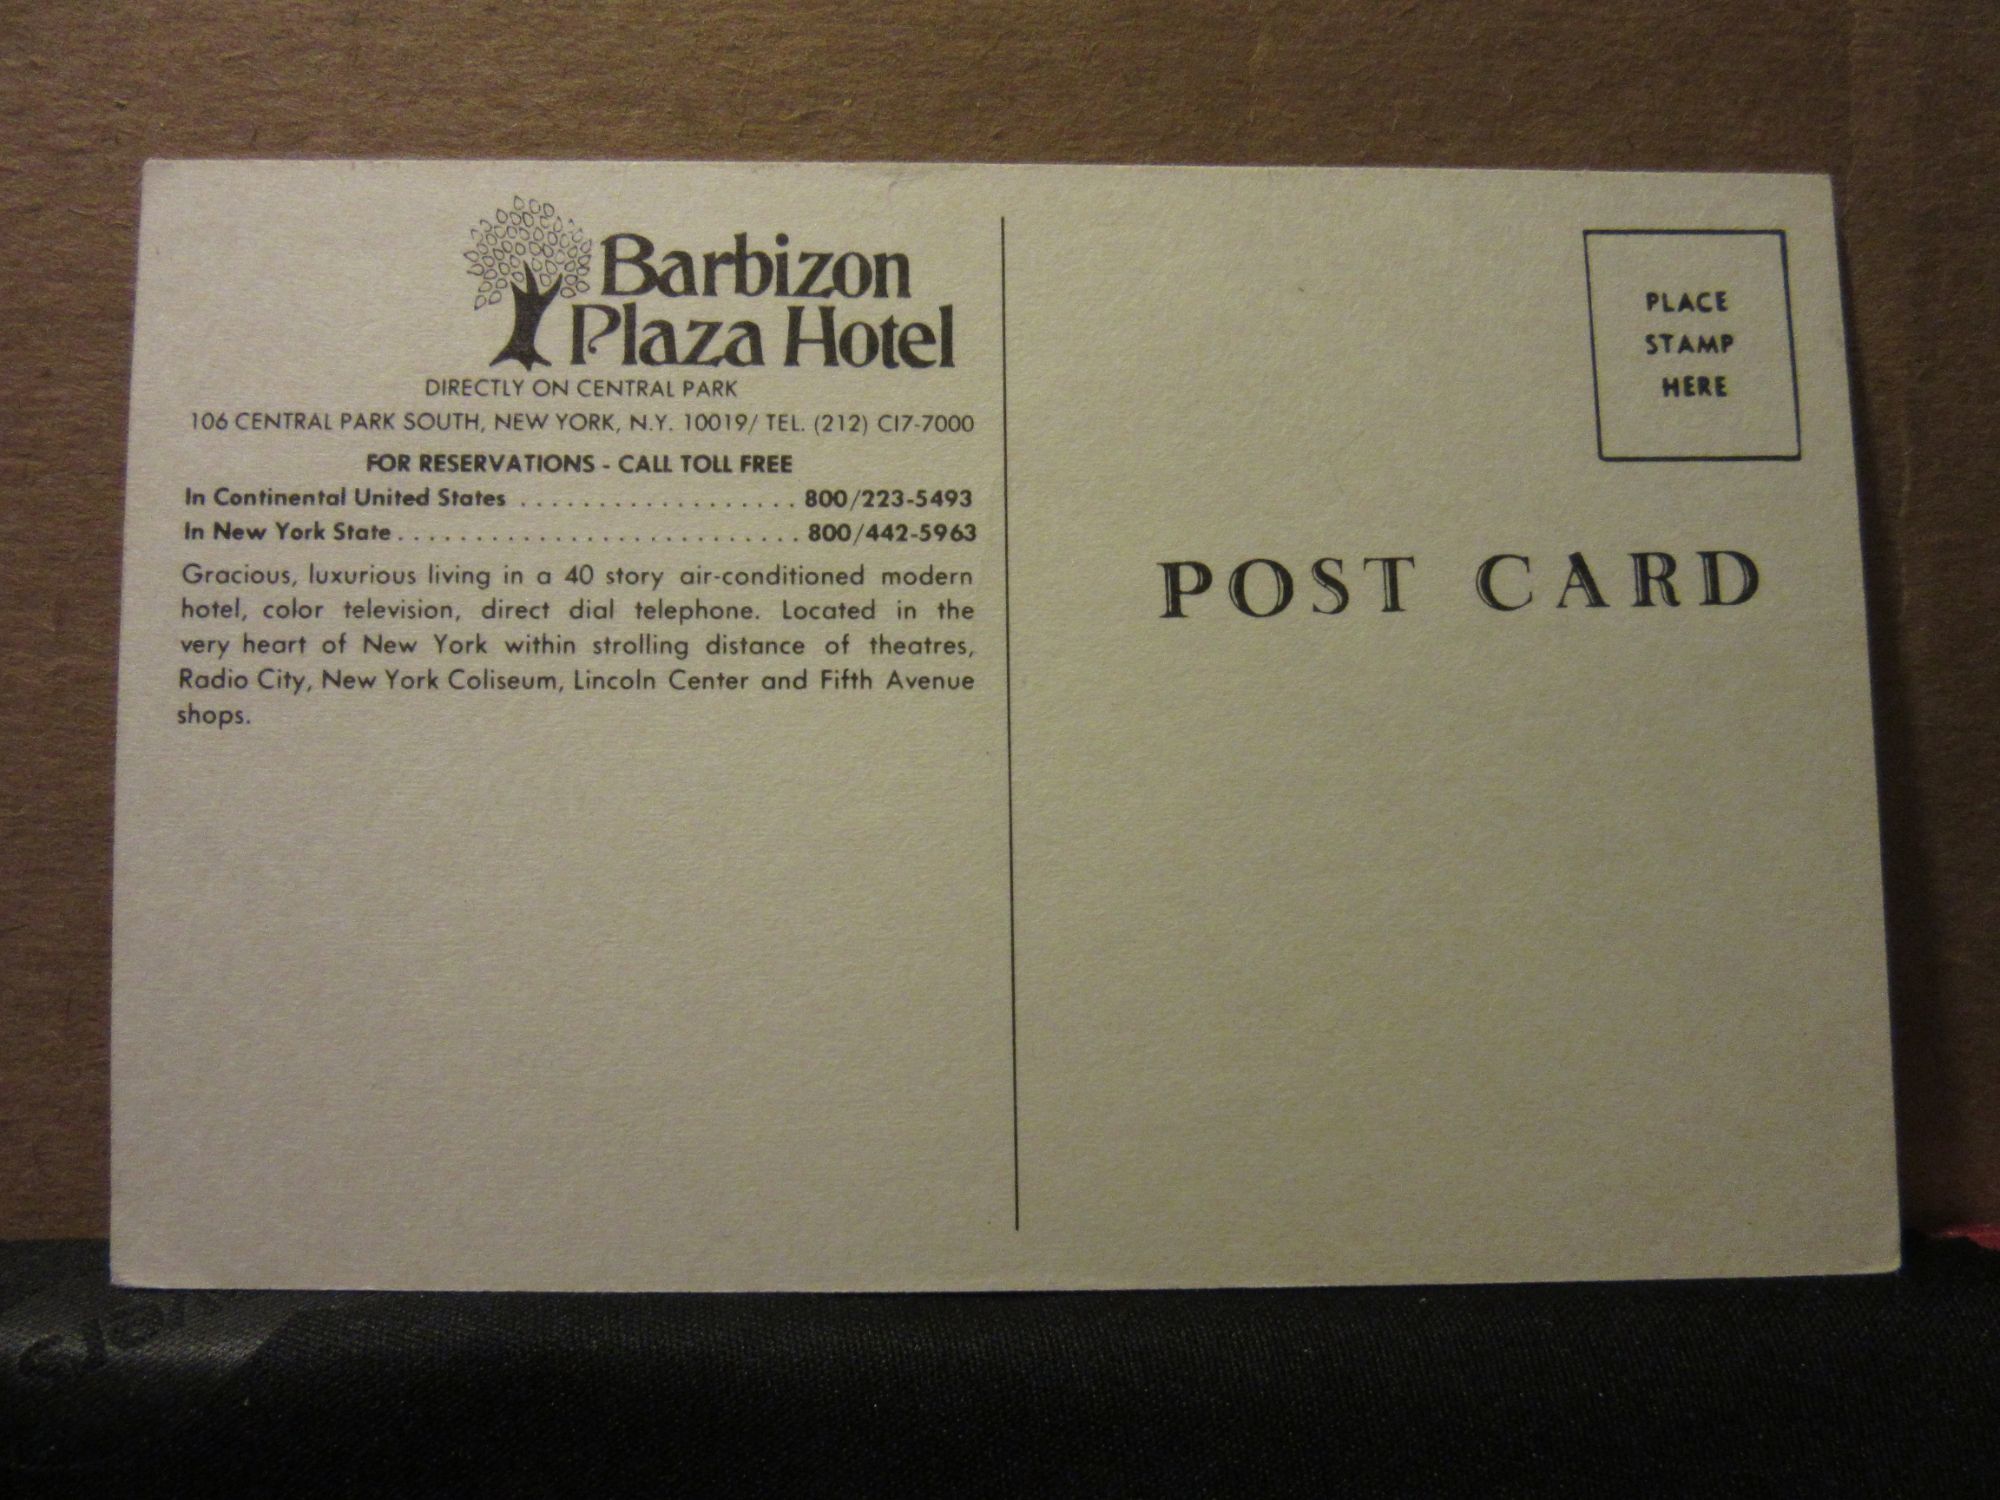 Barbizon
Plaza Hotel
DIRECTLY ON CENTRAL PARK
106 CENTRAL PARK SOUTH, NEW YORK, N.Y. 10019/ TEL. (212) CI7-7000
FOR RESERVATIONS - CALL TOLL FREE
In Continental United States . . . . . . . . . . . . . . . . . . 800/223-5493
In New York State . . . . . . . . . . . . . . . . . . . . . . . . . . 800/442-5963
Gracious, luxurious living in a 40 story air-conditioned modern
hotel, color television, direct dial telephone. Located in the
very heart of New York within strolling distance of theatres,
Radio City, New York Coliseum, Lincoln Center and Fifth Avenue
shops.
PLACE
STAMP
HERE
POST CARD